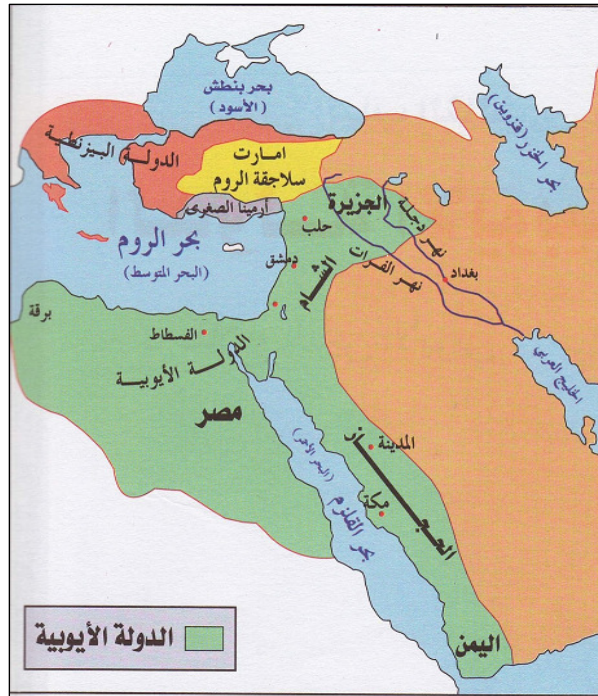 بحر بنطش
(الأسود)
بحر الخزر (قزوين)
الدولة البيزنطية
امارت
سلاجقة الروم
أرمينا الصغرى
الجزيرة
نهر دجلة
حلب
بحر الروم
(البحر المتوسط)
دمشق
الشام
نهر الفرات
بغداد
برقة
الفسطاط
الدولة الأيوبية
مصر
الخليج العربي
المدينة
الحجاز
مكة
بحر القلزم
(البحر الأحمر)
اليمن
الدولة الأيوبية